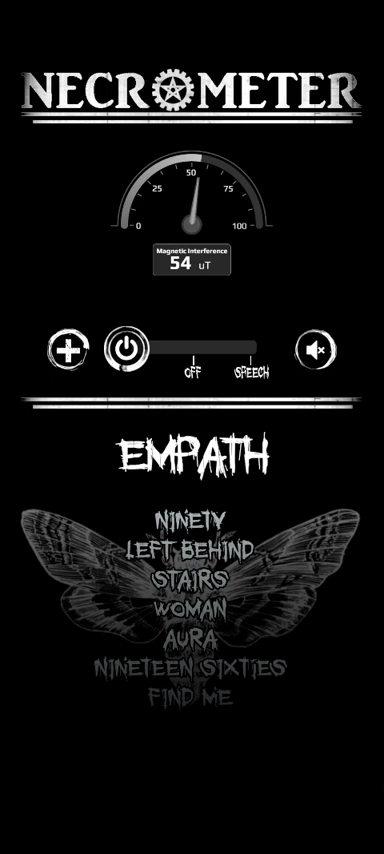 NECROMETER
0
25
50
75
100
Magnetic Interference
54 uT
OFF
SPEECH
EMPATH
NINETY
LEFT BEHIND
STAIRS
WOMAN
AURA
NINETEEN SIXTIES
FIND ME